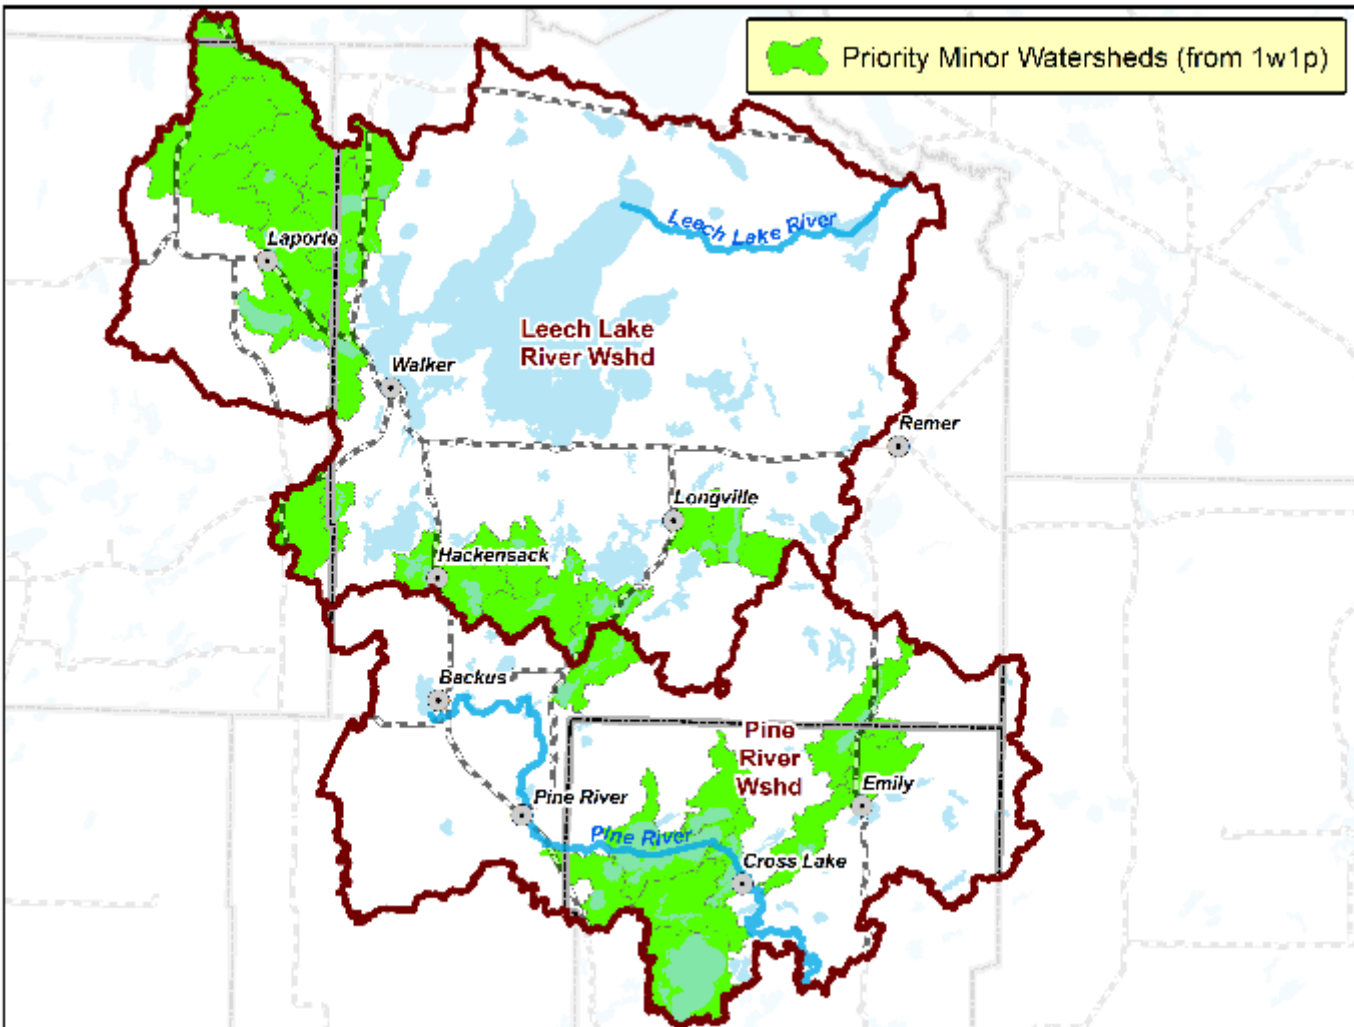 Priority Minor Watersheds (from 1w1p)
Leech Lake River
Laporte
Leech Lake
River Wshd
Walker
Remer
Longville
Hackensack
Backus
Pine
River
Wshd
Emily
Pine River
Pine River
Cross Lake